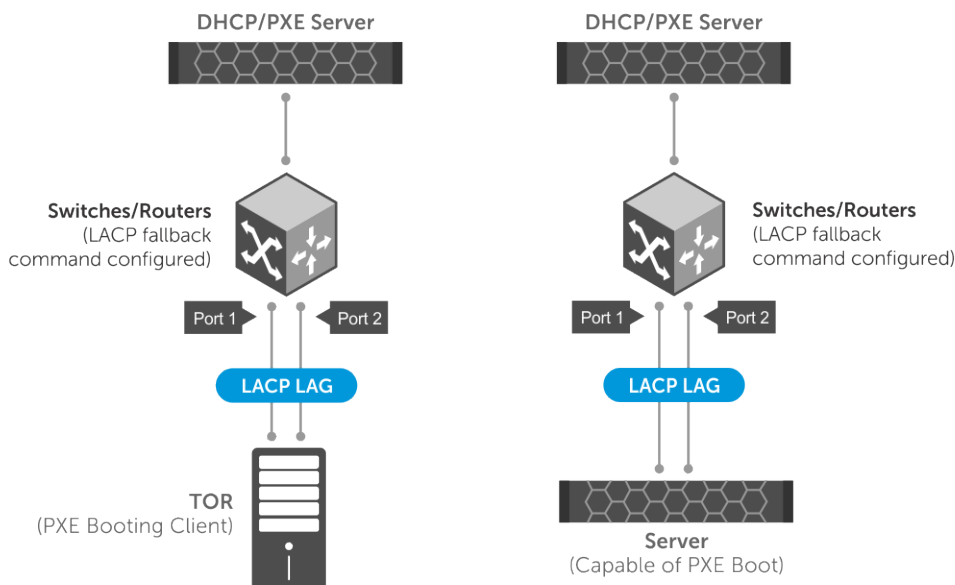 DHCP/PXE Server
Switches/Routers
(LACP fallback
command configured)
Port 1
Port 2
LACP LAG
TOR
(PXE Booting Client)
DHCP/PXE Server
Switches/Routers
(LACP fallback
command configured)
Port 1
Port 2
LACP LAG
Server
(Capable of PXE Boot)